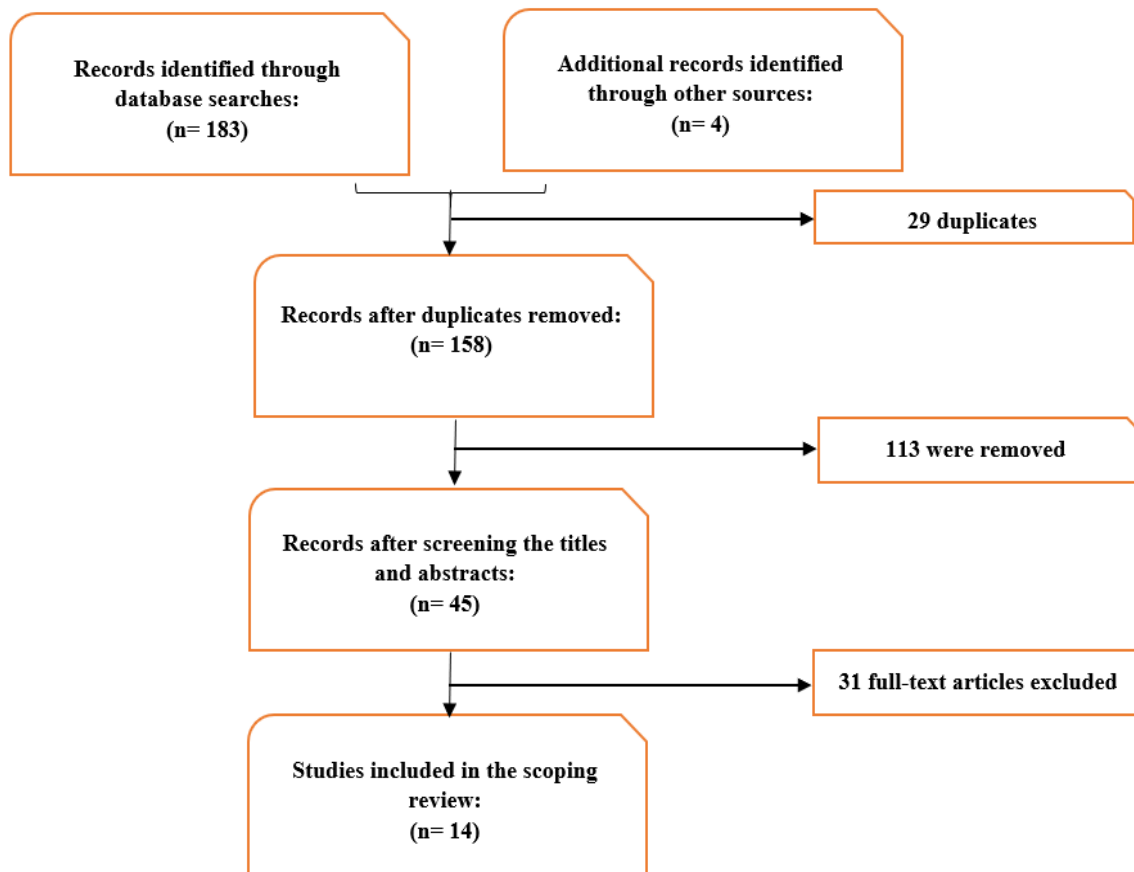 Records identified through
database searches:
(n= 183)
Additional records identified
through other sources:
(n= 4)
29 duplicates
Records after duplicates removed:
(n= 158)
113 were removed
Records after screening the titles
and abstracts:
(n= 45)
31 full-text articles excluded
Studies included in the scoping
review:
(n= 14)